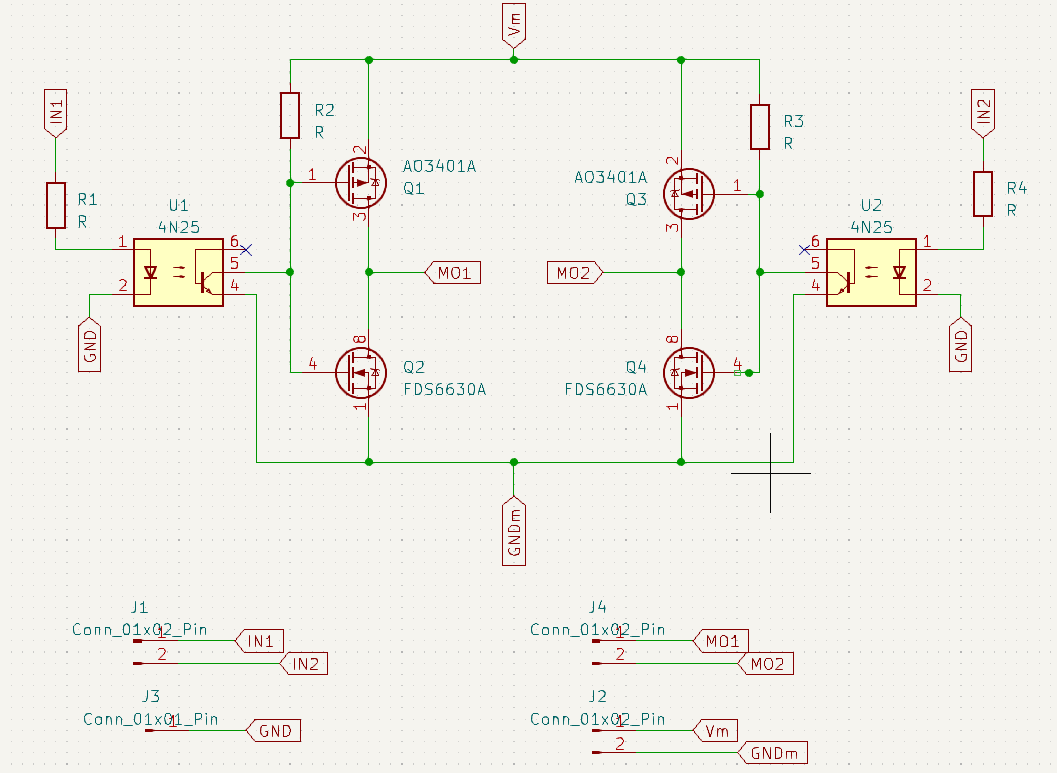 Vm
IN1
IN2
R2
R
R3
R
2
2
AO3401A
Q1
AO3401A
Q3
1
1
R1
R
R4
R
3
3
U1
4N25
U2
4N25
1
6
5
2
4
6
1
5
4
2
MO1
MO2
GND
GND
8
8
4
Q2
FDS6630A
Q4
FDS6630A
4
1
1
GNDm
J1
Conn_01x02_Pin
1
IN1
2
IN2
J3
Conn_01x01_Pin
1
GND
J4
Conn_01x02_Pin
1
MO1
2
MO2
J2
Conn_01x02_Pin
1
Vm
2
GNDm